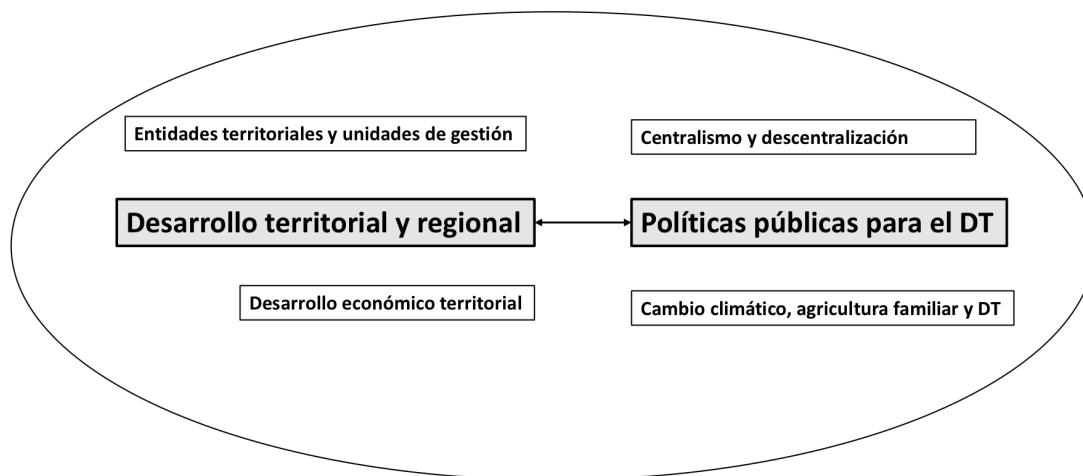 Entidades territoriales y unidades de gestión
Centralismo y descentralización
Desarrollo territorial y regional
Políticas públicas para el DT
Desarrollo económico territorial
Cambio climático, agricultura familiar y DT